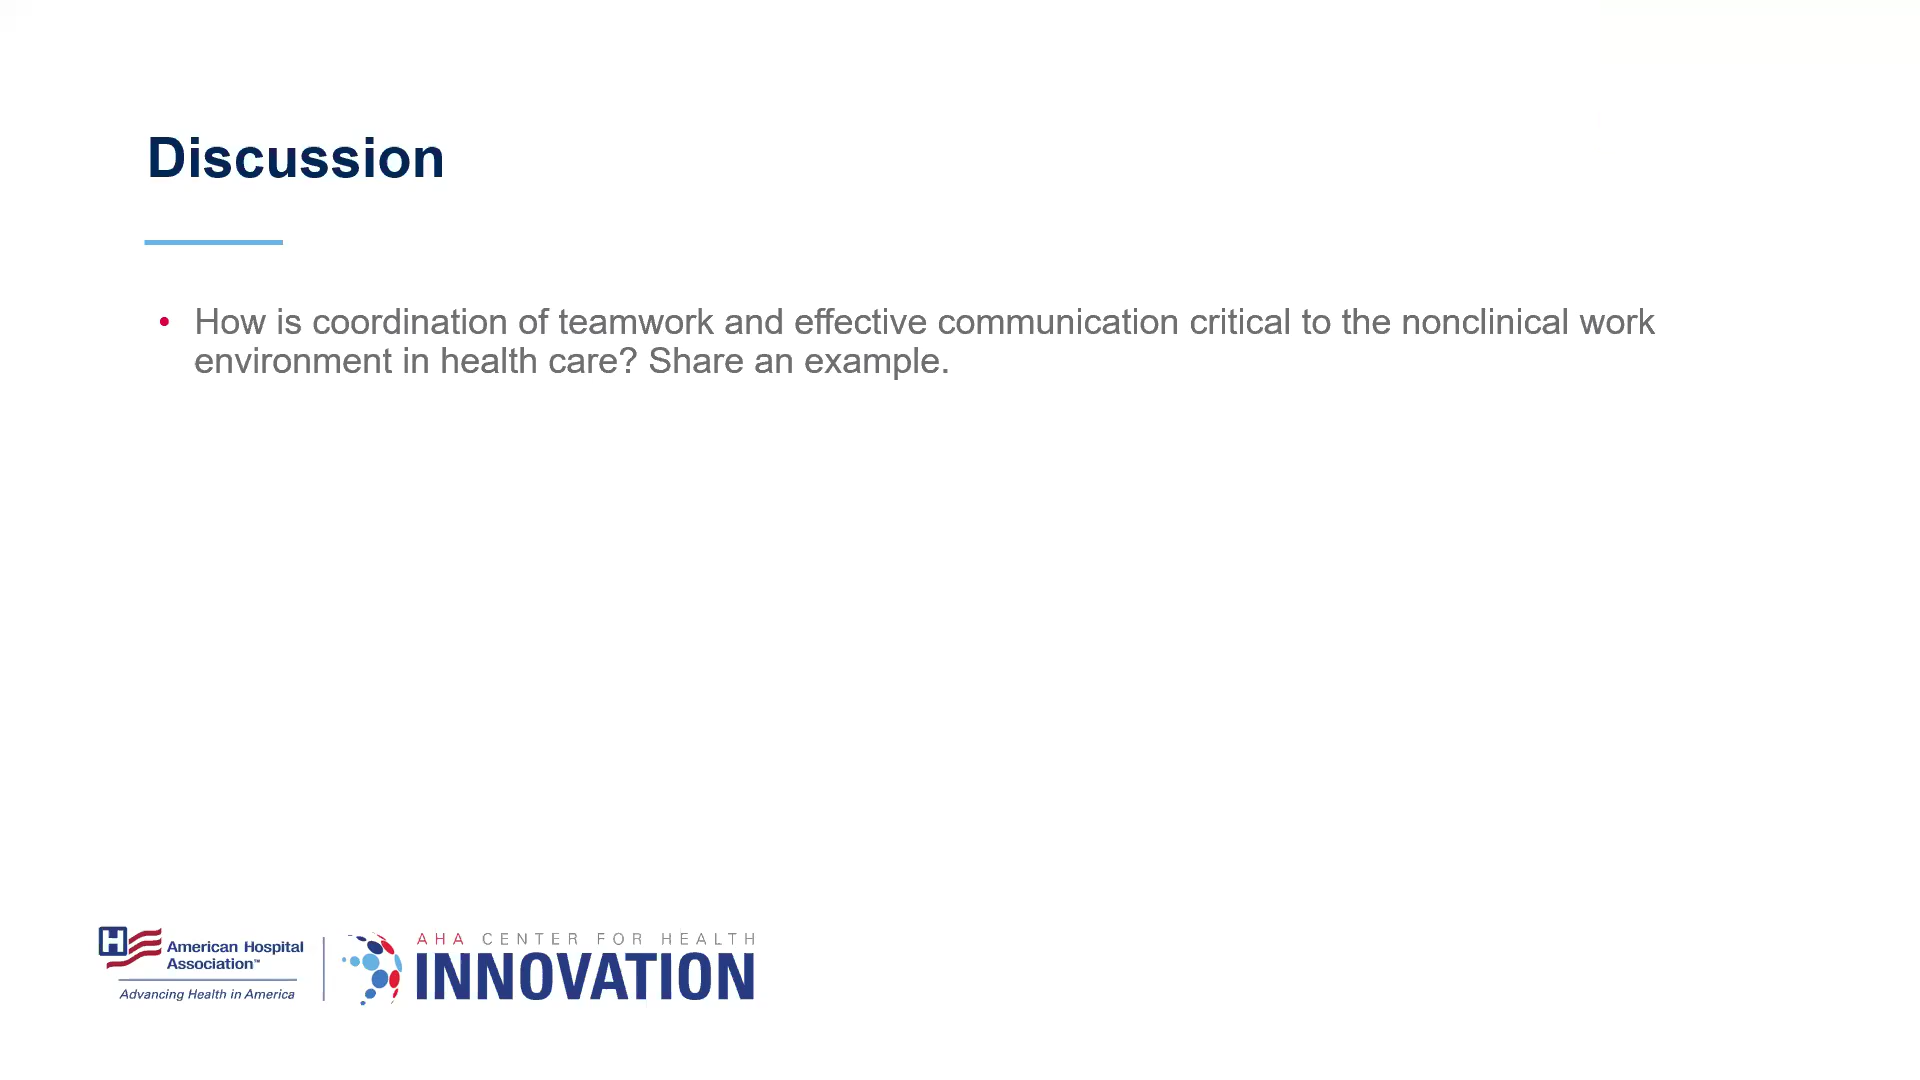 Discussion
• How is coordination of teamwork and effective communication critical to the nonclinical work
environment in health care? Share an example.
H American Hospital
Association™
Advancing Health in America
AHA CENTER FOR HEALTH
INNOVATION